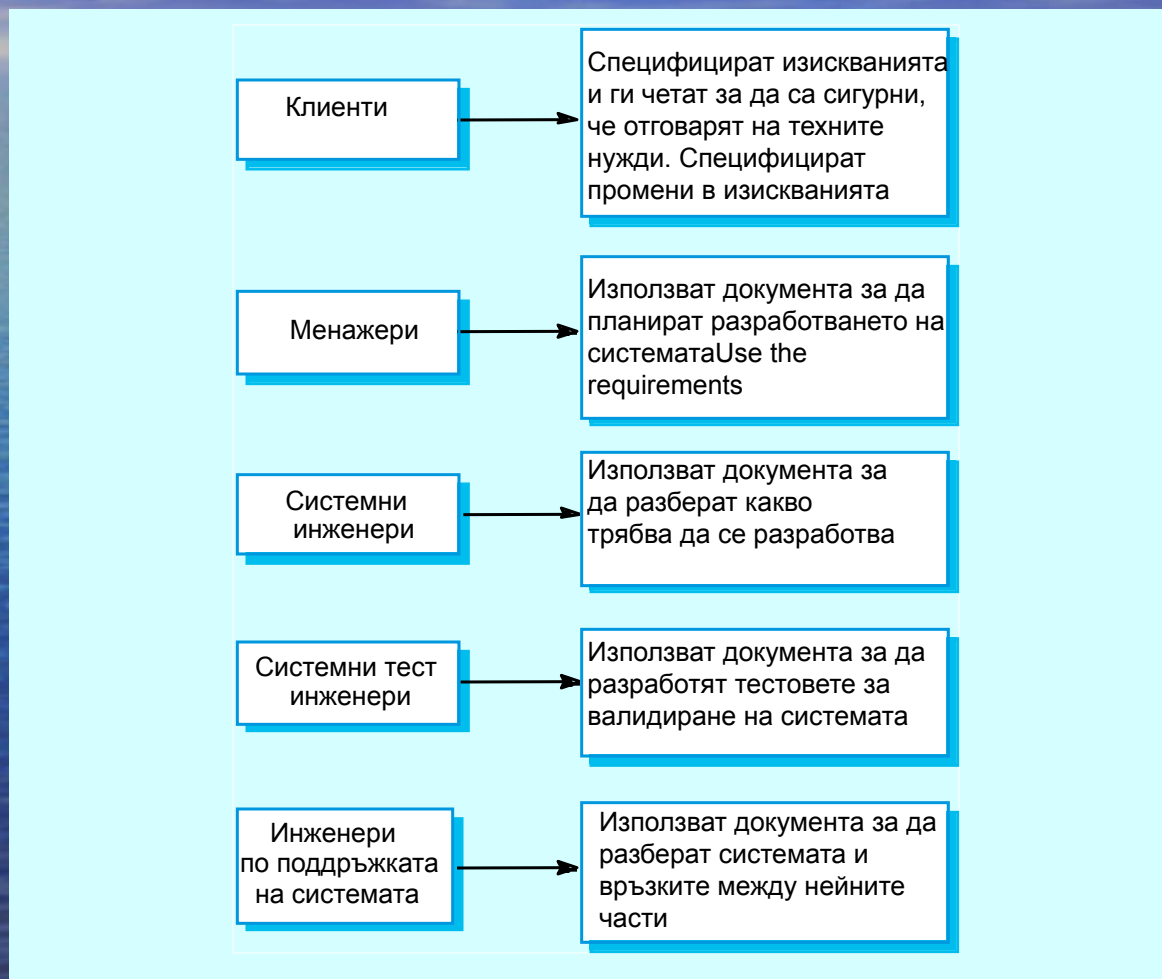 Клиенти
Специфицират изискванията
и ги четат за да са сигурни,
че отговарят на техните
нужди. Специфицират
промени в изискванията
Менажери
Използват документа за да
планират разработването на
систематаUse the
requirements
Системни
инженери
Използват документа за
да разберат какво
трябва да се разработва
Системни тест
инженери
Използват документа за да
разработят тестовете за
валидиране на системата
Инженери
по поддръжката
на системата
Използват документа за да
разберат системата и
връзките между нейните
части